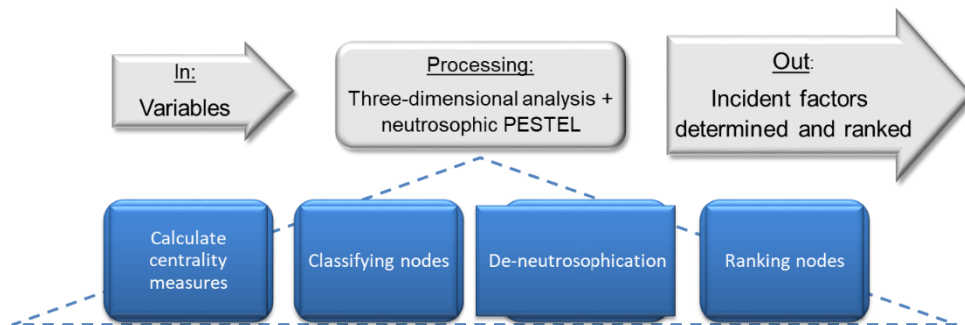 In:
Variables
Processing:
Three-dimensional analysis +
neutrosophic PESTEL
Out:
Incident factors
determined and ranked
Calculate
centrality
measures
Classifying nodes
De-neutrosophication
Ranking nodes